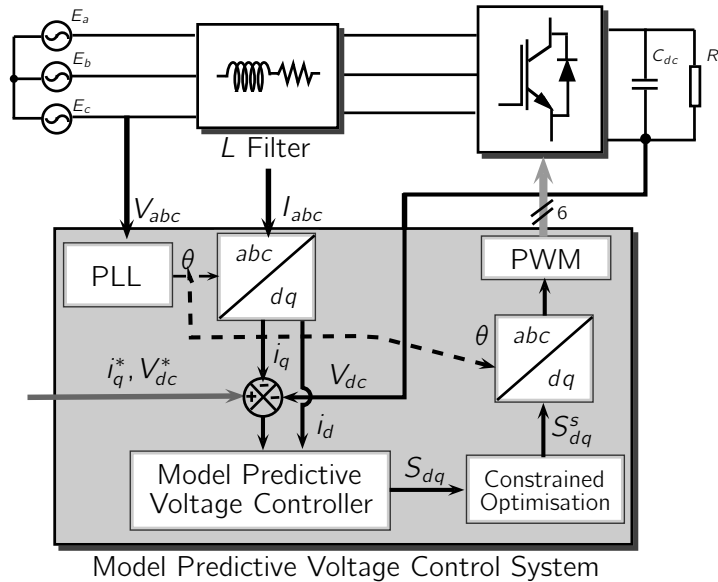 E_a
E_b
E_c
C_dc
R
L Filter
V_abc
I_abc
6
PLL
θ
abc
dq
PWM
abc
dq
θ
i_q^*, V_dc^*
i_q
V_dc
+
-
-
i_d
S_dq^s
Model Predictive
Voltage Controller
S_dq
Constrained
Optimisation
Model Predictive Voltage Control System